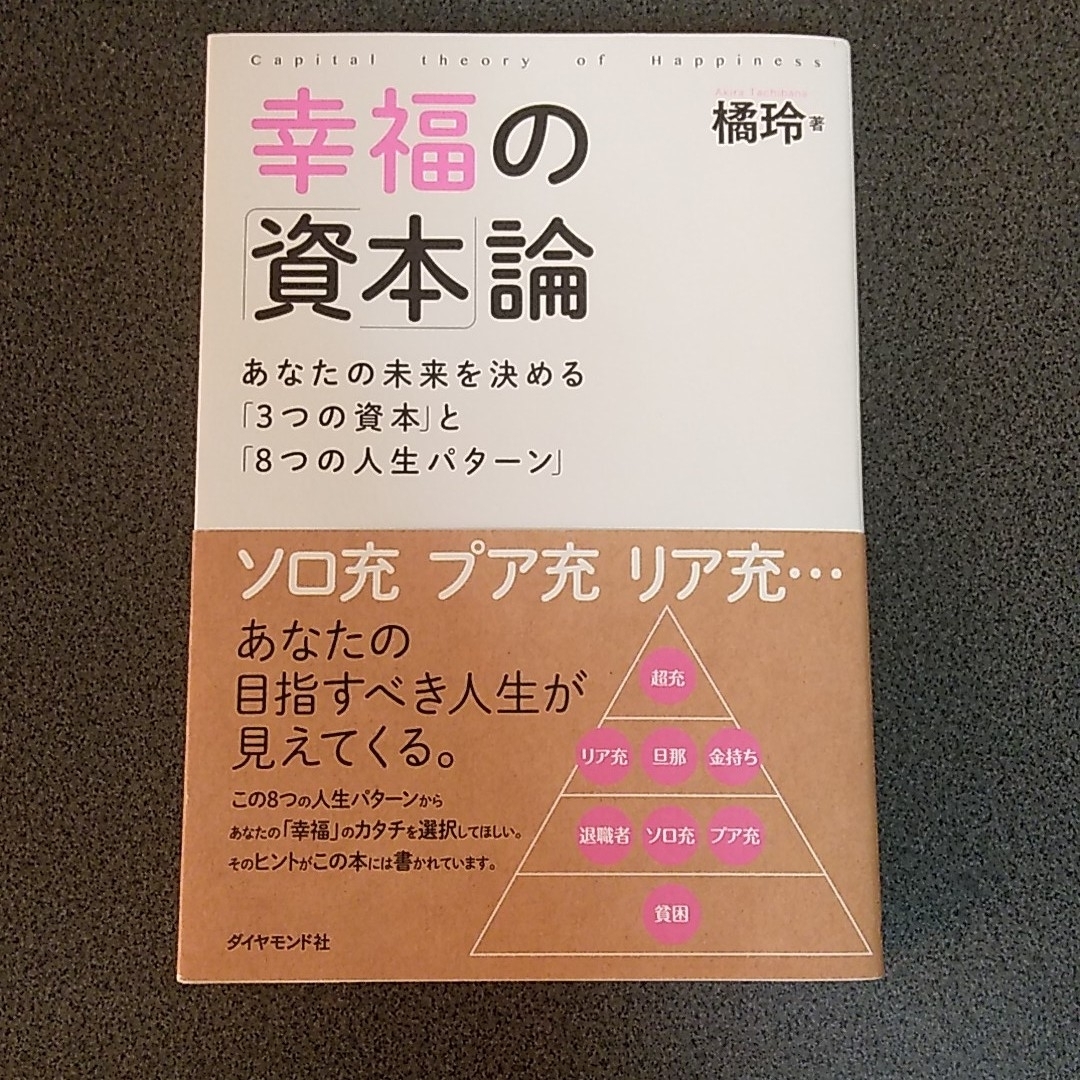 Capital theory of Happiness
幸福の
「資本」論
Akira Tachibana
橘玲 著
あなたの未来を決める
「3つの資本」と
「8つの人生パターン」
ソロ充 プア充 リア充…
あなたの
目指すべき人生が
見えてくる。
この8つの人生パターンから
あなたの「幸福」のカタチを選択してほしい。
そのヒントがこの本には書かれています。
ダイヤモンド社
超充
リア充 旦那 金持ち
退職者 ソロ充 プア充
貧困